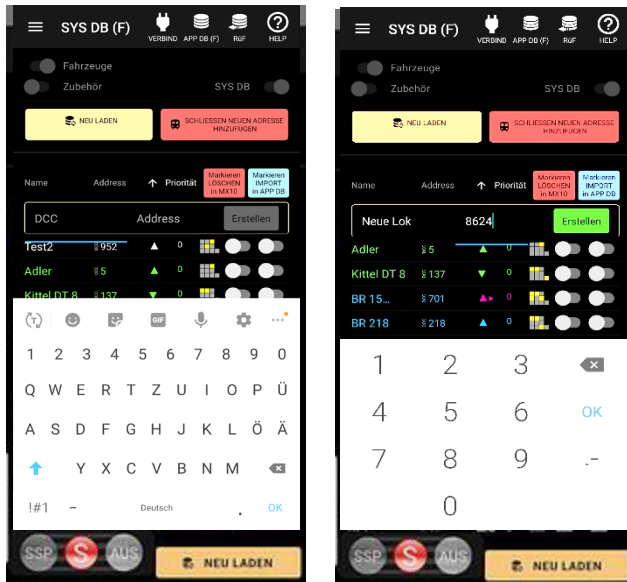 SYS DB (F)
VERBIND APP DB (F) RüF HELP
Fahrzeuge
Zubehör SYS DB
NEU LADEN
SCHLIESSEN NEUEN ADRESSE
HINZUFÜGEN
Name Address Priorität
Markieren
LÖSCHEN
in MX10
Markieren
IMPORT
in APP DB
DCC Address Erstellen
Test2 952 0
Adler 5 0
Kittel DT 8 137 0
(T) GIF
1 2 3 4 5 6 7 8 9 0
Q W E R T Z U I O P Ü
A S D F G H J K L Ö Ä
Y X C V B N M
!#1 - Deutsch . OK
SSP S AUS
NEU LADEN
SYS DB (F)
VERBIND APP DB (F) RüF HELP
Fahrzeuge
Zubehör SYS DB
NEU LADEN
SCHLIESSEN NEUEN ADRESSE
HINZUFÜGEN
Name Address Priorität
Markieren
LÖSCHEN
in MX10
Markieren
IMPORT
in APP DB
Neue Lok 8624 Erstellen
Adler 5 0
Kittel DT 8 137 0
BR 15... 701 0
BR 218 218 0
1 2 3
4 5 6 OK
7 8 9 .-
0
SSP S AUS
NEU LADEN